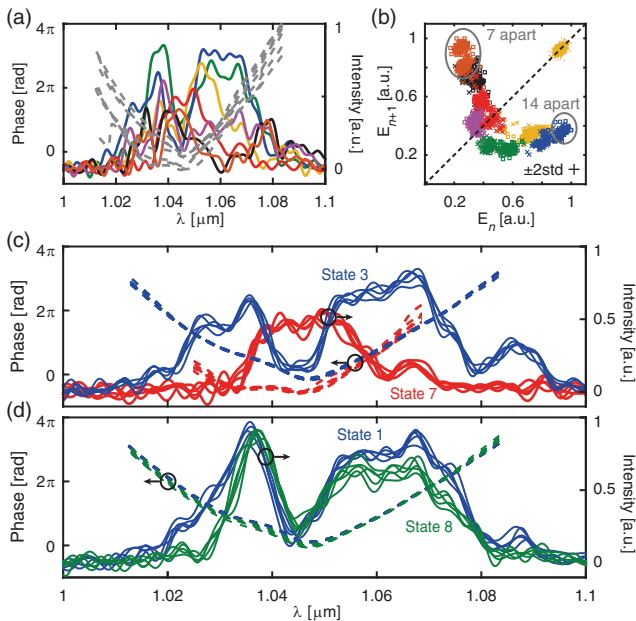 (a)
Phase [rad]
4π
2π
0
1
0.5
0
Intensity [a.u.]
1
1.02
1.04
1.06
1.08
1.1
λ [μm]
(b)
E n+1 [a.u.]
1
0.6
0.2
7 apart
14 apart
±2std +
0.2
0.6
1
E n [a.u.]
(c)
Phase [rad]
4π
2π
0
State 3
State 7
1
0.5
0
Intensity [a.u.]
(d)
Phase [rad]
4π
2π
0
State 1
State 8
1
0.5
0
Intensity [a.u.]
1
1.02
1.04
1.06
1.08
1.1
λ [μm]